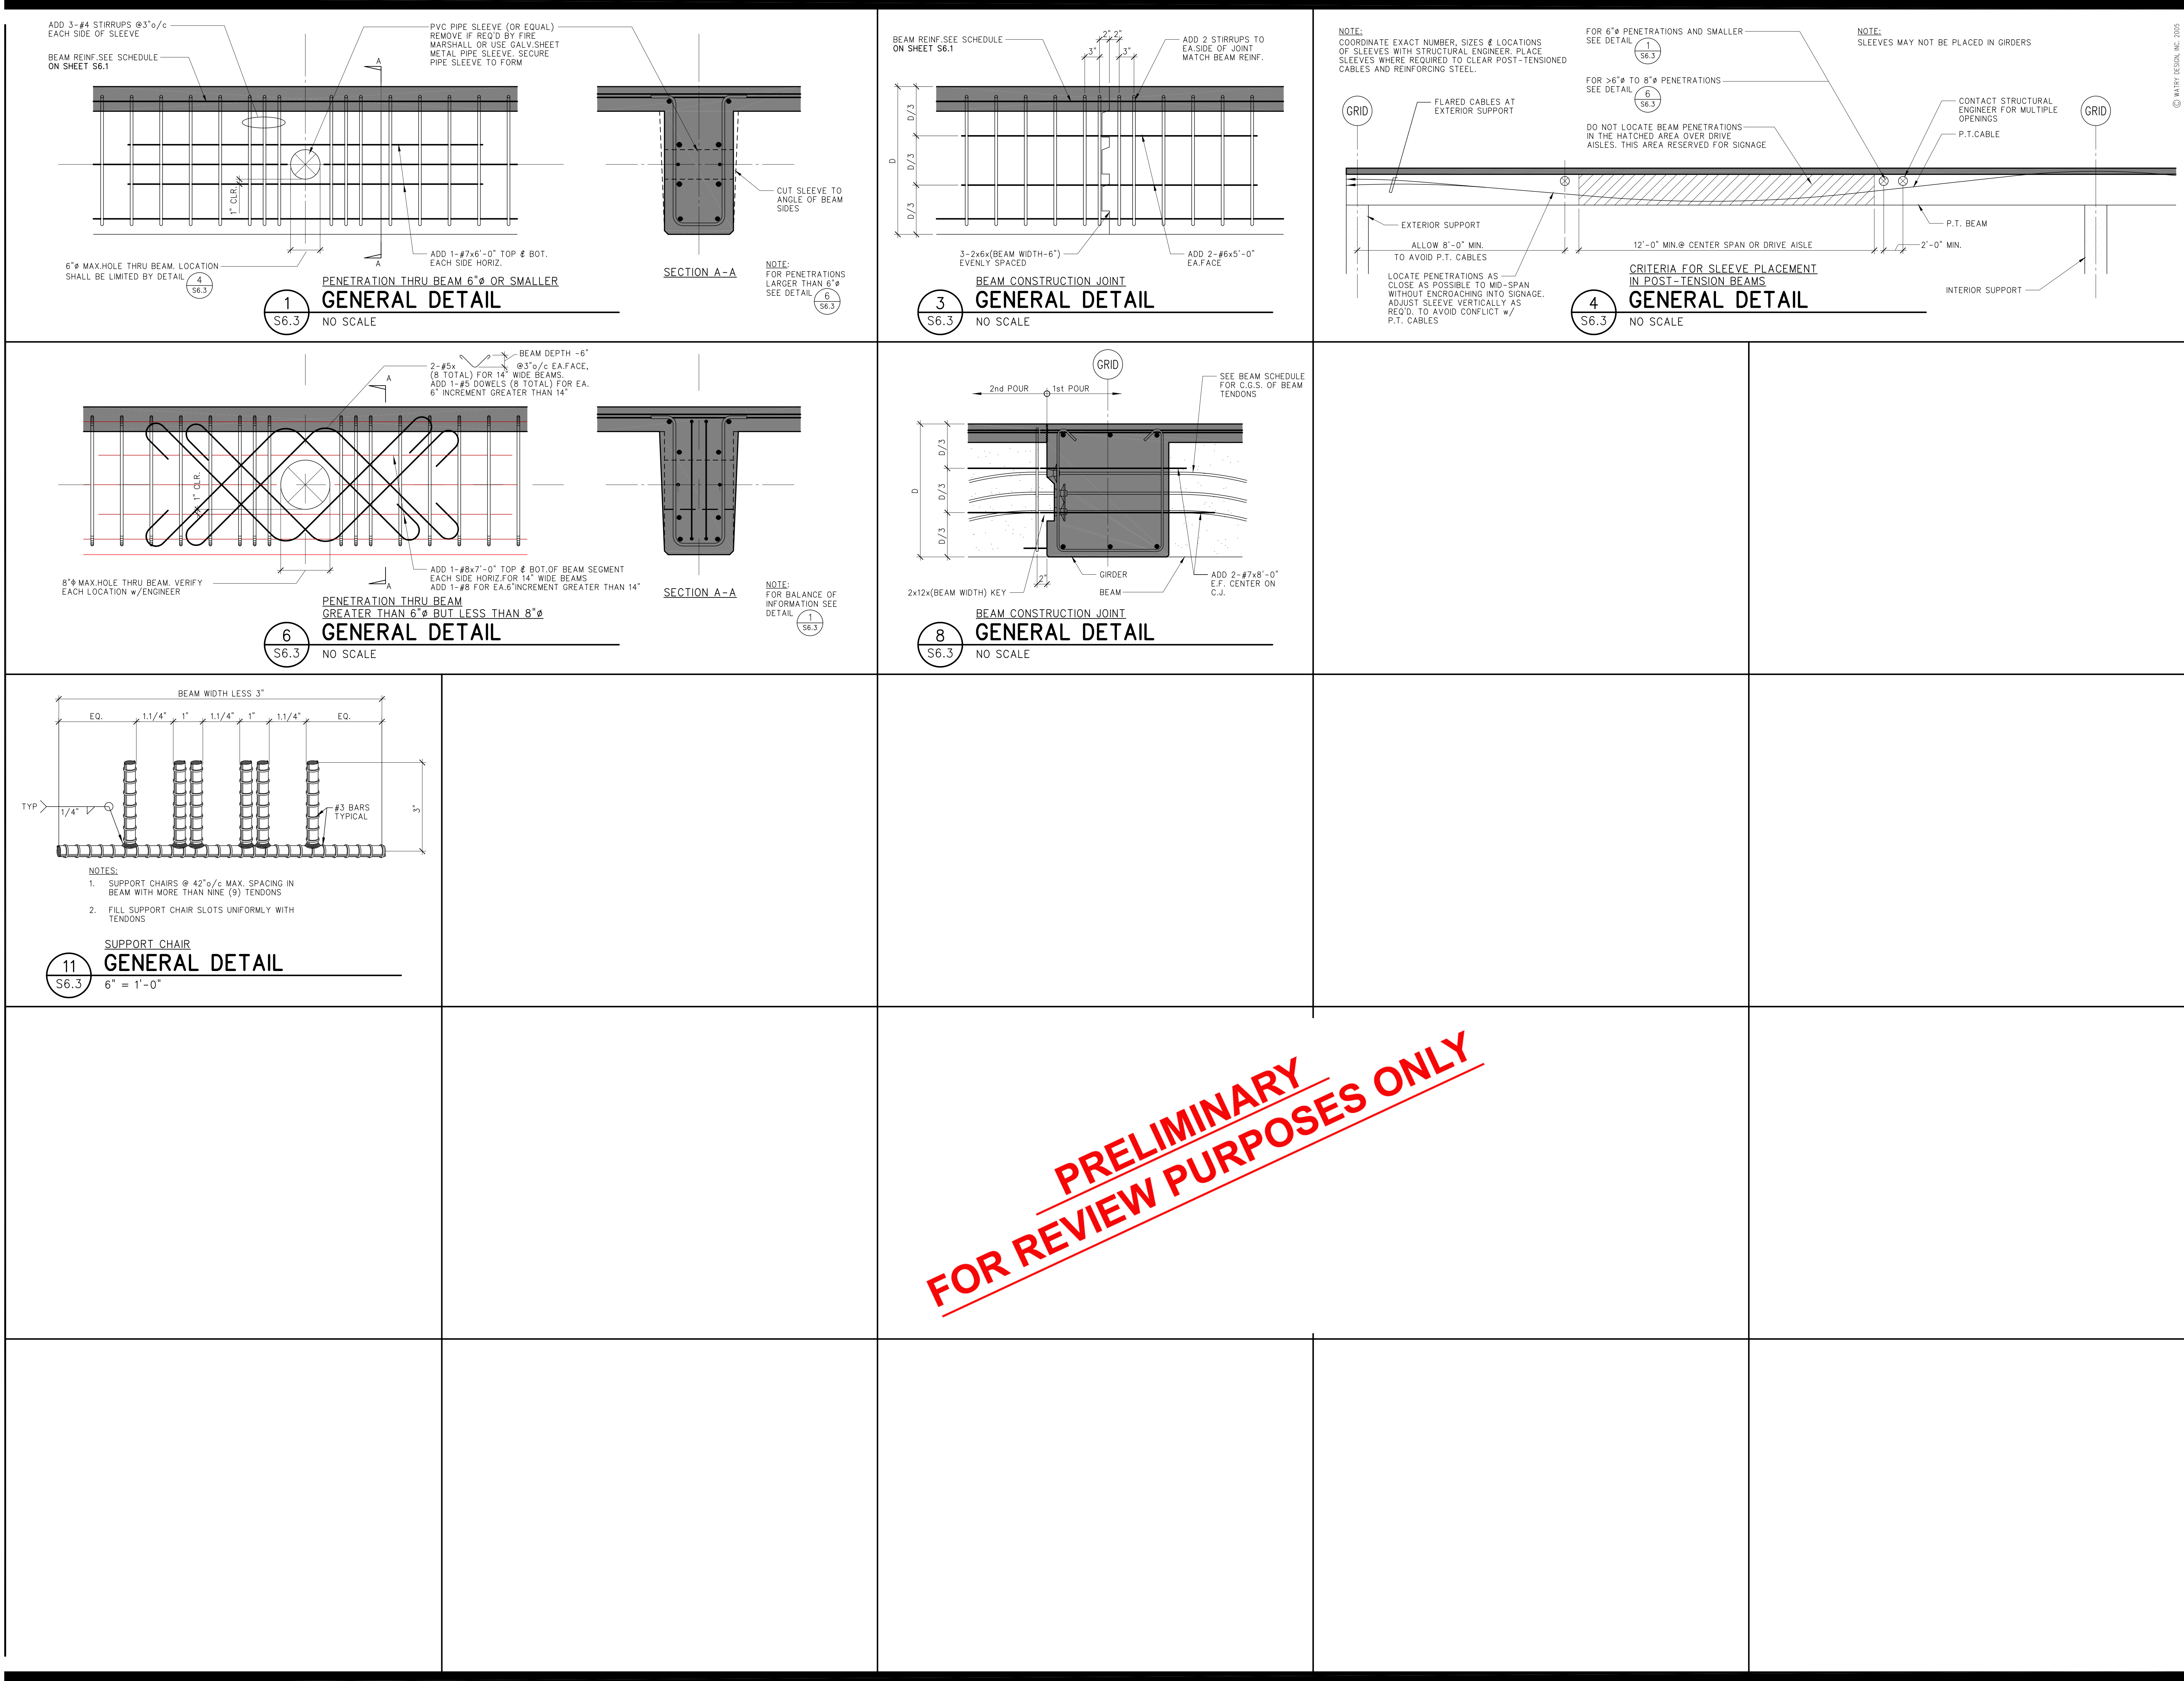 ADD 3-#4 STIRRUPS @3"o/c
EACH SIDE OF SLEEVE
BEAM REINF.SEE SCHEDULE
ON SHEET S6.1
PVC PIPE SLEEVE (OR EQUAL)
REMOVE IF REQ'D BY FIRE
MARSHALL OR USE GALV.SHEET
METAL PIPE SLEEVE. SECURE
PIPE SLEEVE TO FORM
A
1" CLR.
A
CUT SLEEVE TO
ANGLE OF BEAM
SIDES
ADD 1-#7x6'-0" TOP & BOT.
EACH SIDE HORIZ.
6"ø MAX.HOLE THRU BEAM. LOCATION
SHALL BE LIMITED BY DETAIL
4
S6.3
SECTION A-A
NOTE:
FOR PENETRATIONS
LARGER THAN 6"ø
SEE DETAIL
6
S6.3
1
S6.3
PENETRATION THRU BEAM 6"ø OR SMALLER
GENERAL DETAIL
NO SCALE
BEAM REINF.SEE SCHEDULE
ON SHEET S6.1
2" 2"
3" 3"
ADD 2 STIRRUPS TO
EA.SIDE OF JOINT
MATCH BEAM REINF.
D
D/3
D/3
D/3
3-2x6x(BEAM WIDTH-6")
EVENLY SPACED
ADD 2-#6x5'-0"
EA.FACE
3
S6.3
BEAM CONSTRUCTION JOINT
GENERAL DETAIL
NO SCALE
NOTE:
COORDINATE EXACT NUMBER, SIZES & LOCATIONS
OF SLEEVES WITH STRUCTURAL ENGINEER. PLACE
SLEEVES WHERE REQUIRED TO CLEAR POST-TENSIONED
CABLES AND REINFORCING STEEL.
FOR 6"ø PENETRATIONS AND SMALLER
SEE DETAIL
1
S6.3
FOR >6"ø TO 8"ø PENETRATIONS
SEE DETAIL
6
S6.3
NOTE:
SLEEVES MAY NOT BE PLACED IN GIRDERS
GRID
FLARED CABLES AT
EXTERIOR SUPPORT
DO NOT LOCATE BEAM PENETRATIONS
IN THE HATCHED AREA OVER DRIVE
AISLES. THIS AREA RESERVED FOR SIGNAGE
CONTACT STRUCTURAL
ENGINEER FOR MULTIPLE
OPENINGS
P.T.CABLE
GRID
© WATRY DESIGN, INC. 2005
EXTERIOR SUPPORT
P.T. BEAM
ALLOW 8'-0" MIN.
TO AVOID P.T. CABLES
12'-0" MIN.@ CENTER SPAN OR DRIVE AISLE
2'-0" MIN.
LOCATE PENETRATIONS AS
CLOSE AS POSSIBLE TO MID-SPAN
WITHOUT ENCROACHING INTO SIGNAGE.
ADJUST SLEEVE VERTICALLY AS
REQ'D. TO AVOID CONFLICT w/
P.T. CABLES
INTERIOR SUPPORT
4
S6.3
CRITERIA FOR SLEEVE PLACEMENT
IN POST-TENSION BEAMS
GENERAL DETAIL
NO SCALE
BEAM DEPTH -6"
2-#5x @3"o/c EA.FACE,
(8 TOTAL) FOR 14" WIDE BEAMS.
ADD 1-#5 DOWELS (8 TOTAL) FOR EA.
6" INCREMENT GREATER THAN 14"
A
1" CLR.
A
ADD 1-#8x7'-0" TOP & BOT.OF BEAM SEGMENT
EACH SIDE HORIZ.FOR 14" WIDE BEAMS
ADD 1-#8 FOR EA.6"INCREMENT GREATER THAN 14"
8"ϕ MAX.HOLE THRU BEAM. VERIFY
EACH LOCATION w/ENGINEER
SECTION A-A
NOTE:
FOR BALANCE OF
INFORMATION SEE
DETAIL
1
S6.3
6
S6.3
PENETRATION THRU BEAM
GREATER THAN 6"ø BUT LESS THAN 8"ø
GENERAL DETAIL
NO SCALE
GRID
2nd POUR 1st POUR
SEE BEAM SCHEDULE
FOR C.G.S. OF BEAM
TENDONS
D
D/3
D/3
D/3
2"
2x12x(BEAM WIDTH) KEY
GIRDER
BEAM
ADD 2-#7x8'-0"
E.F. CENTER ON
C.J.
8
S6.3
BEAM CONSTRUCTION JOINT
GENERAL DETAIL
NO SCALE
BEAM WIDTH LESS 3"
EQ. 1.1/4" 1" 1.1/4" 1" 1.1/4" EQ.
TYP
1/4"
#3 BARS
TYPICAL
3"
NOTES:
1. SUPPORT CHAIRS @ 42"o/c MAX. SPACING IN
BEAM WITH MORE THAN NINE (9) TENDONS
2. FILL SUPPORT CHAIR SLOTS UNIFORMLY WITH
TENDONS
11
S6.3
SUPPORT CHAIR
GENERAL DETAIL
6" = 1'-0"
PRELIMINARY
FOR REVIEW PURPOSES ONLY